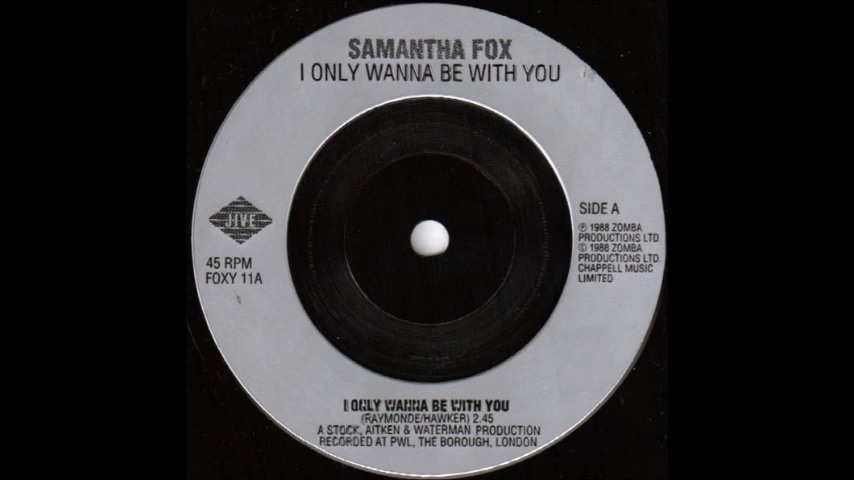 SAMANTHA FOX
I ONLY WANNA BE WITH YOU
JIVE
45 RPM
FOXY 11A
SIDE A
℗ 1988 ZOMBA
PRODUCTIONS LTD.
© 1988 ZOMBA
PRODUCTIONS LTD.
CHAPPELL MUSIC
LIMITED
I ONLY WANNA BE WITH YOU
(RAYMONDE/HAWKER) 2.45
A STOCK, AITKEN & WATERMAN PRODUCTION
RECORDED AT PWL, THE BOROUGH, LONDON